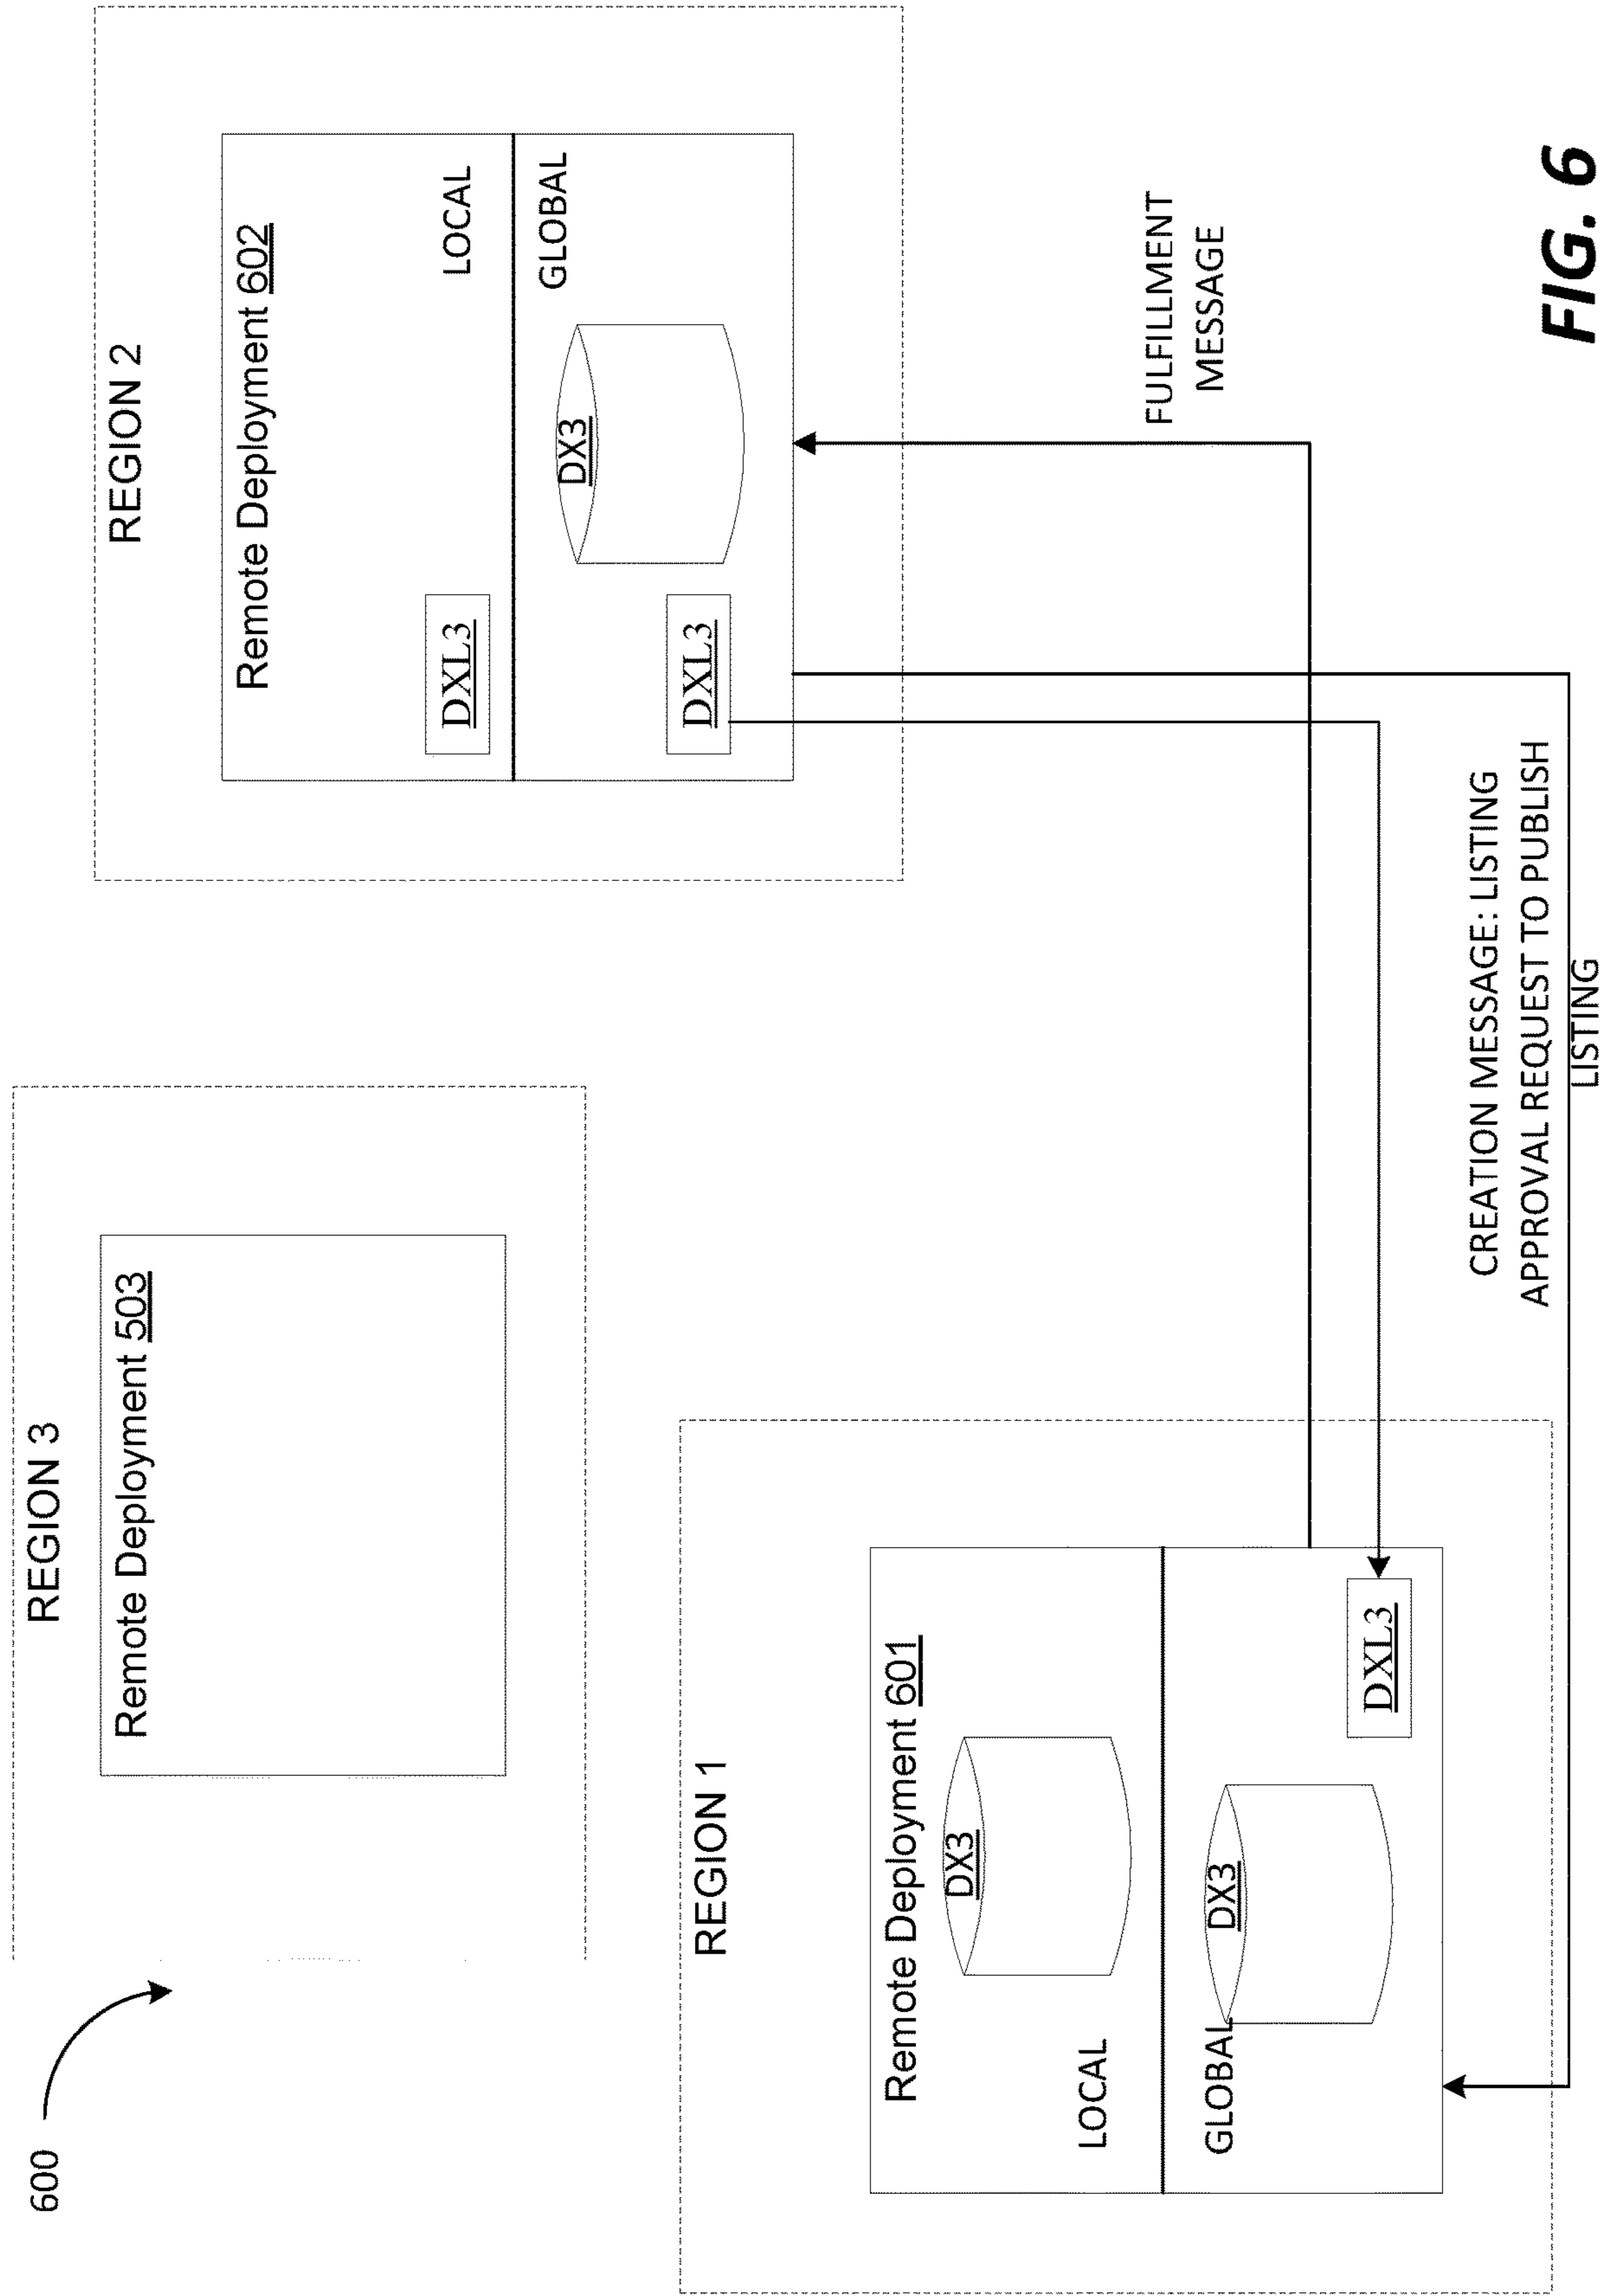 600
REGION 3
Remote Deployment 503
REGION 2
Remote Deployment 602
DXL3
LOCAL
GLOBAL
DX3
DXL3
REGION 1
Remote Deployment 601
DX3
LOCAL
GLOBAL
DX3
DXL3
FULFILLMENT
MESSAGE
CREATION MESSAGE: LISTING
APPROVAL REQUEST TO PUBLISH
LISTING
FIG. 6